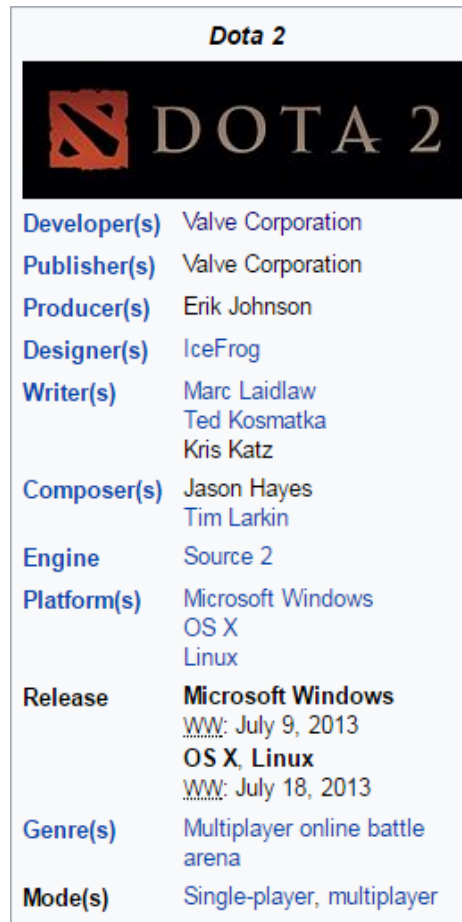 Dota 2
DOTA 2
Developer(s) Valve Corporation
Publisher(s) Valve Corporation
Producer(s) Erik Johnson
Designer(s) IceFrog
Writer(s) Marc Laidlaw
Ted Kosmatka
Kris Katz
Composer(s) Jason Hayes
Tim Larkin
Engine Source 2
Platform(s) Microsoft Windows
OS X
Linux
Release Microsoft Windows
WW: July 9, 2013
OS X, Linux
WW: July 18, 2013
Genre(s) Multiplayer online battle
arena
Mode(s) Single-player, multiplayer